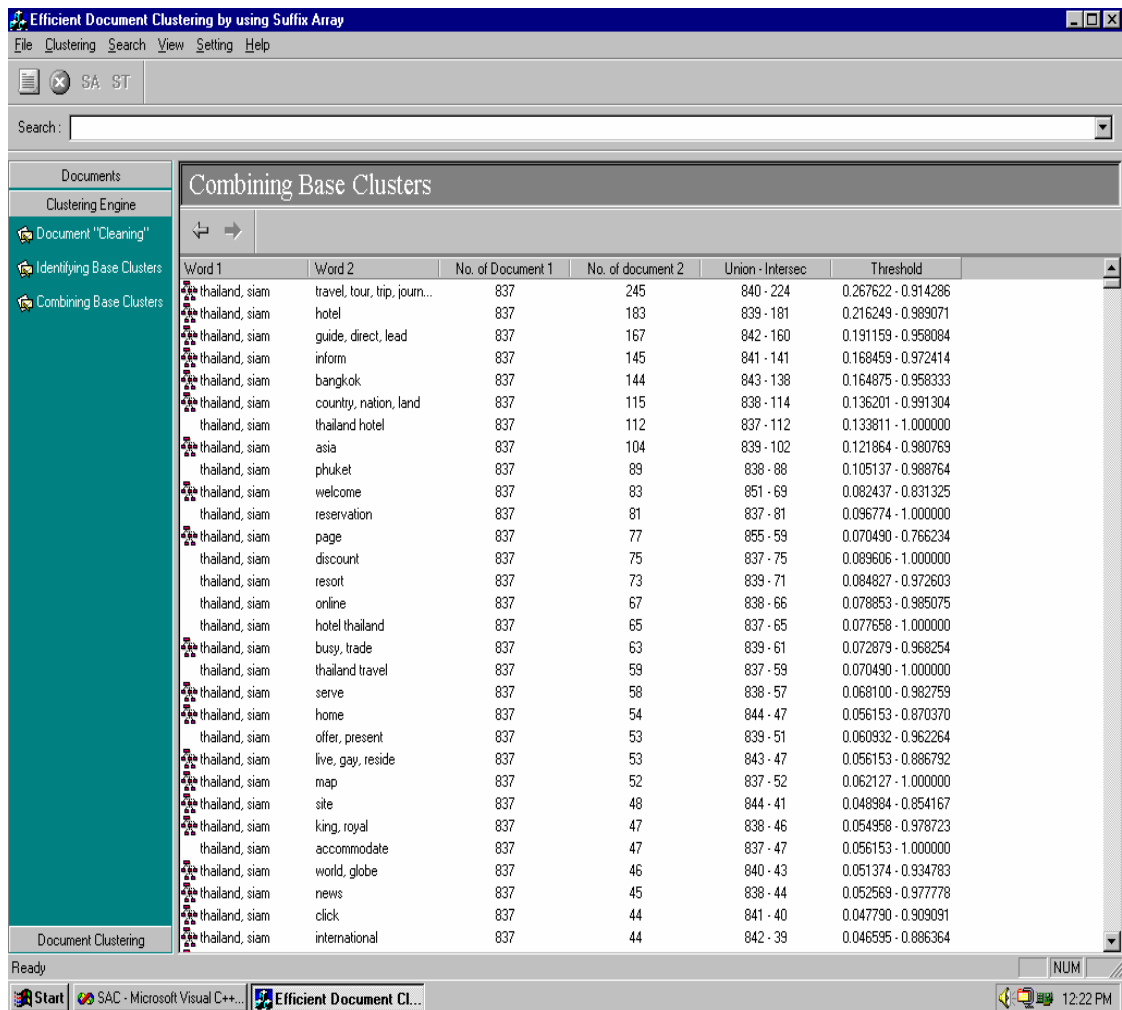 Efficient Document Clustering by using Suffix Array
File Clustering Search View Setting Help
SA ST
Search :
Documents
Clustering Engine
Document "Cleaning"
Identifying Base Clusters
Combining Base Clusters
Document Clustering
Combining Base Clusters
Word 1 Word 2 No. of Document 1 No. of document 2 Union - Intersec Threshold
thailand, siam travel, tour, trip, journ... 837 245 840 - 224 0.267622 - 0.914286
thailand, siam hotel 837 183 839 - 181 0.216249 - 0.989071
thailand, siam guide, direct, lead 837 167 842 - 160 0.191159 - 0.958084
thailand, siam inform 837 145 841 - 141 0.168459 - 0.972414
thailand, siam bangkok 837 144 843 - 138 0.164875 - 0.958333
thailand, siam country, nation, land 837 115 838 - 114 0.136201 - 0.991304
thailand, siam thailand hotel 837 112 837 - 112 0.133811 - 1.000000
thailand, siam asia 837 104 839 - 102 0.121864 - 0.980769
thailand, siam phuket 837 89 838 - 88 0.105137 - 0.988764
thailand, siam welcome 837 83 851 - 69 0.082437 - 0.831325
thailand, siam reservation 837 81 837 - 81 0.096774 - 1.000000
thailand, siam page 837 77 855 - 59 0.070490 - 0.766234
thailand, siam discount 837 75 837 - 75 0.089606 - 1.000000
thailand, siam resort 837 73 839 - 71 0.084827 - 0.972603
thailand, siam online 837 67 838 - 66 0.078853 - 0.985075
thailand, siam hotel thailand 837 65 837 - 65 0.077658 - 1.000000
thailand, siam busy, trade 837 63 839 - 61 0.072879 - 0.968254
thailand, siam thailand travel 837 59 837 - 59 0.070490 - 1.000000
thailand, siam serve 837 58 838 - 57 0.068100 - 0.982759
thailand, siam home 837 54 844 - 47 0.056153 - 0.870370
thailand, siam offer, present 837 53 839 - 51 0.060932 - 0.962264
thailand, siam live, gay, reside 837 53 843 - 47 0.056153 - 0.886792
thailand, siam map 837 52 837 - 52 0.062127 - 1.000000
thailand, siam site 837 48 844 - 41 0.048984 - 0.854167
thailand, siam king, royal 837 47 838 - 46 0.054958 - 0.978723
thailand, siam accommodate 837 47 837 - 47 0.056153 - 1.000000
thailand, siam world, globe 837 46 840 - 43 0.051374 - 0.934783
thailand, siam news 837 45 838 - 44 0.052569 - 0.977778
thailand, siam click 837 44 841 - 40 0.047790 - 0.909091
thailand, siam international 837 44 842 - 39 0.046595 - 0.886364
Ready NUM
Start SAC - Microsoft Visual C++... Efficient Document Cl... 12:22 PM